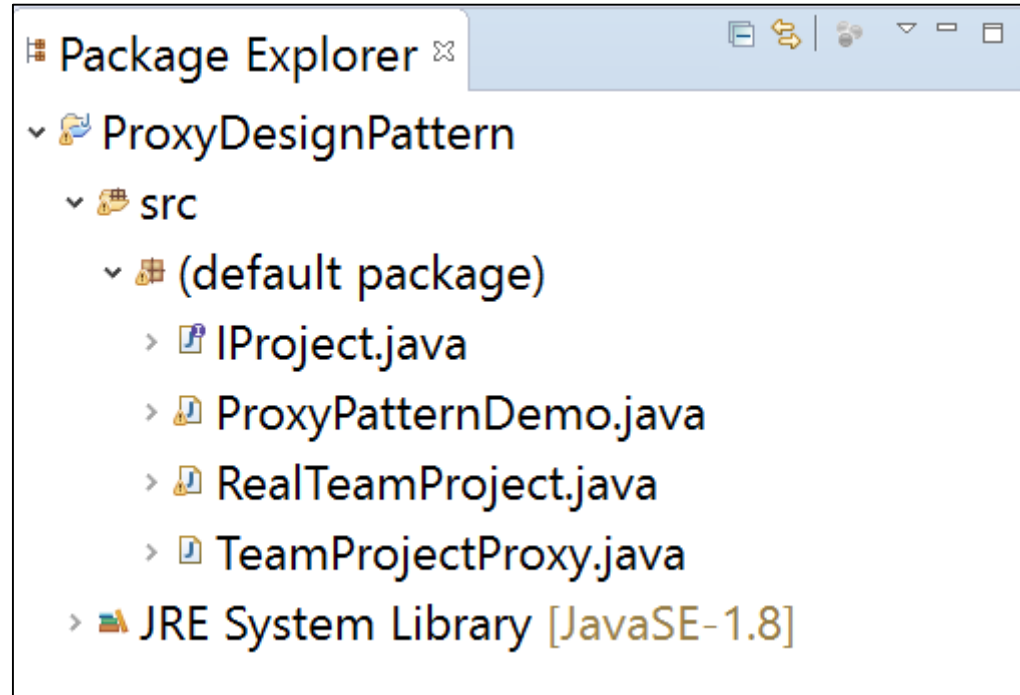 Package Explorer
ProxyDesignPattern
src
(default package)
IProject.java
ProxyPatternDemo.java
RealTeamProject.java
TeamProjectProxy.java
JRE System Library [JavaSE-1.8]